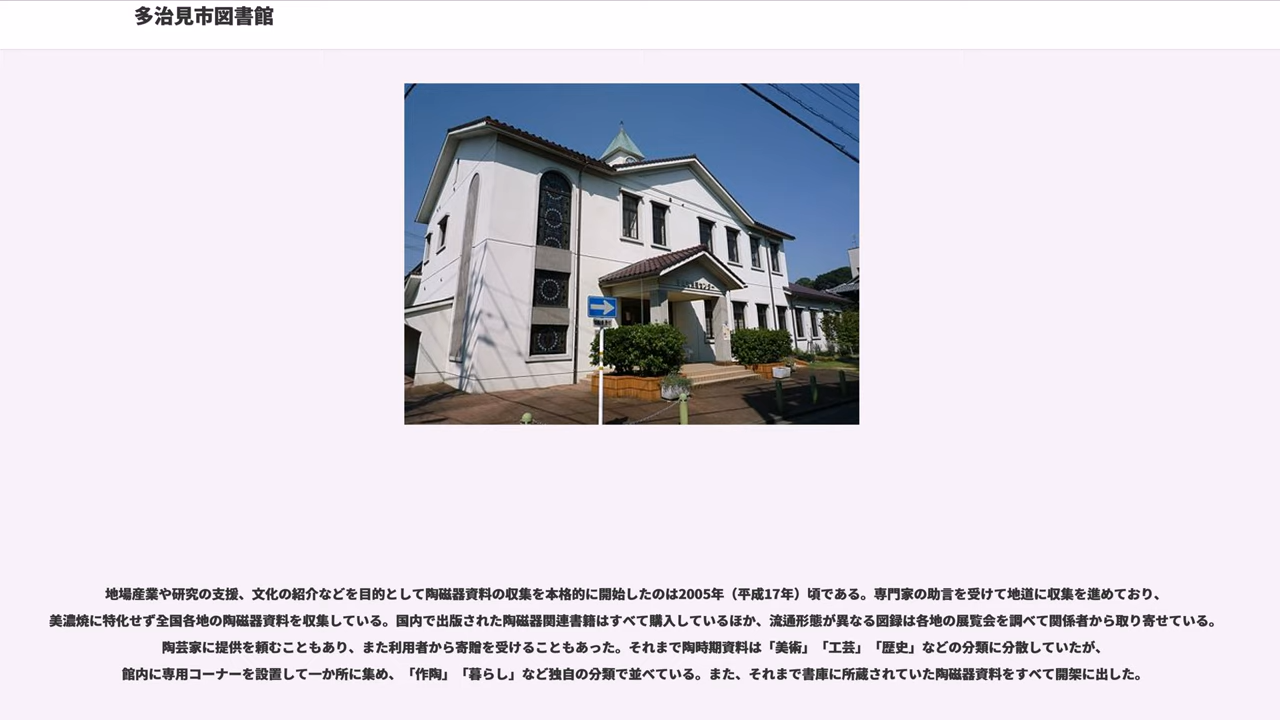 多治見市図書館
地場産業や研究の支援、文化の紹介などを目的として陶磁器資料の収集を本格的に開始したのは2005年（平成17年）頃である。専門家の助言を受けて地道に収集を進めており、
美濃焼に特化せず全国各地の陶磁器資料を収集している。国内で出版された陶磁器関連書籍はすべて購入しているほか、流通形態が異なる図録は各地の展覧会を調べて関係者から取り寄せている。
陶芸家に提供を頼むこともあり、また利用者から寄贈を受けることもあった。それまで陶時期資料は「美術」「工芸」「歴史」などの分類に分散していたが、
館内に専用コーナーを設置して一か所に集め、「作陶」「暮らし」など独自の分類で並べている。また、それまで書庫に所蔵されていた陶磁器資料をすべて開架に出した。